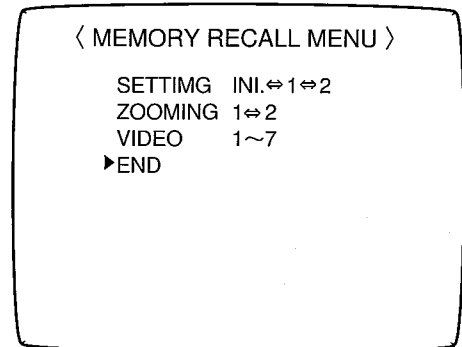 〈 MEMORY RECALL MENU 〉
SETTIMG INI.⇔1⇔2
ZOOMING 1⇔2
VIDEO 1〜7
▶END